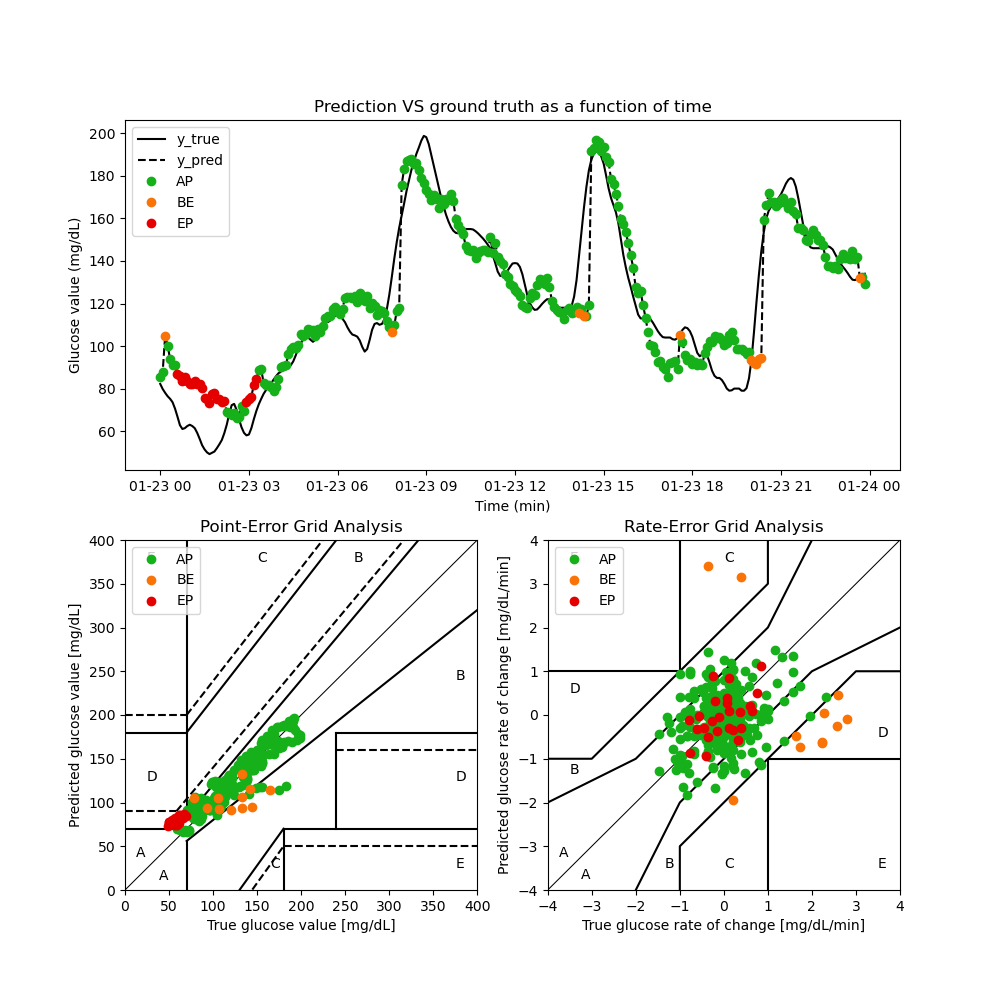 Prediction VS ground truth as a function of time
Glucose value (mg/dL)
200
180
160
140
120
100
80
60
y_true
y_pred
AP
BE
EP
01-23 00 01-23 03 01-23 06 01-23 09 01-23 12 01-23 15 01-23 18 01-23 21 01-24 00
Time (min)
Point-Error Grid Analysis
Predicted glucose value [mg/dL]
400
350
300
250
200
150
100
50
0
AP
BE
EP
C B
B
D D
A
A C E
0 50 100 150 200 250 300 350 400
True glucose value [mg/dL]
Rate-Error Grid Analysis
Predicted glucose rate of change [mg/dL/min]
4
3
2
1
0
−1
−2
−3
−4
AP
BE
EP
C
D
D
B
A
A B C E
−4 −3 −2 −1 0 1 2 3 4
True glucose rate of change [mg/dL/min]